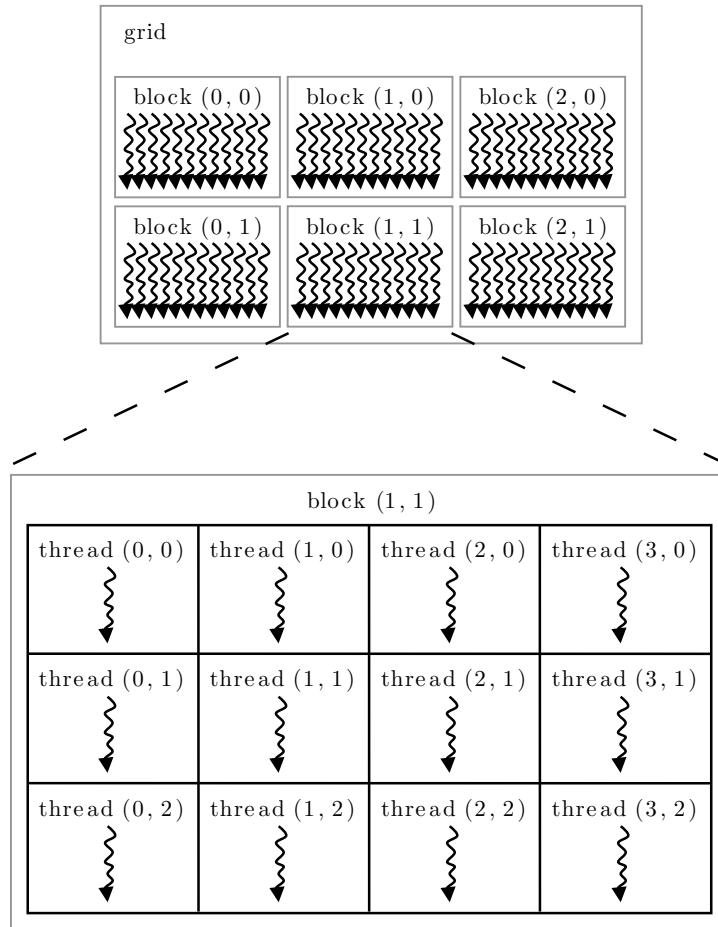 grid
block (0, 0) block (1, 0) block (2, 0)
block (0, 1) block (1, 1) block (2, 1)
block (1, 1)
thread (0, 0) thread (1, 0) thread (2, 0) thread (3, 0)
thread (0, 1) thread (1, 1) thread (2, 1) thread (3, 1)
thread (0, 2) thread (1, 2) thread (2, 2) thread (3, 2)